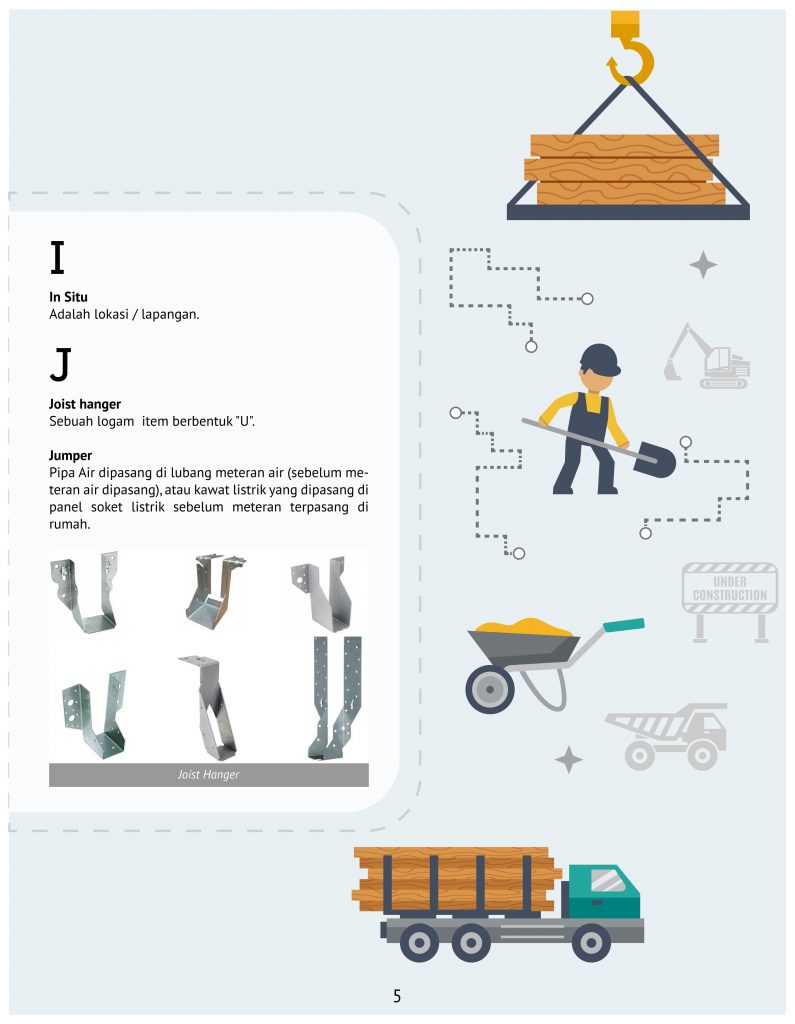 I
In Situ
Adalah lokasi / lapangan.
J
Joist hanger
Sebuah logam  item berbentuk "U".
Jumper
Pipa Air dipasang di lubang meteran air (sebelum me-
teran air dipasang), atau kawat listrik yang dipasang di
panel soket listrik sebelum meteran terpasang di
rumah.
Joist Hanger
UNDER
CONSTRUCTION
5